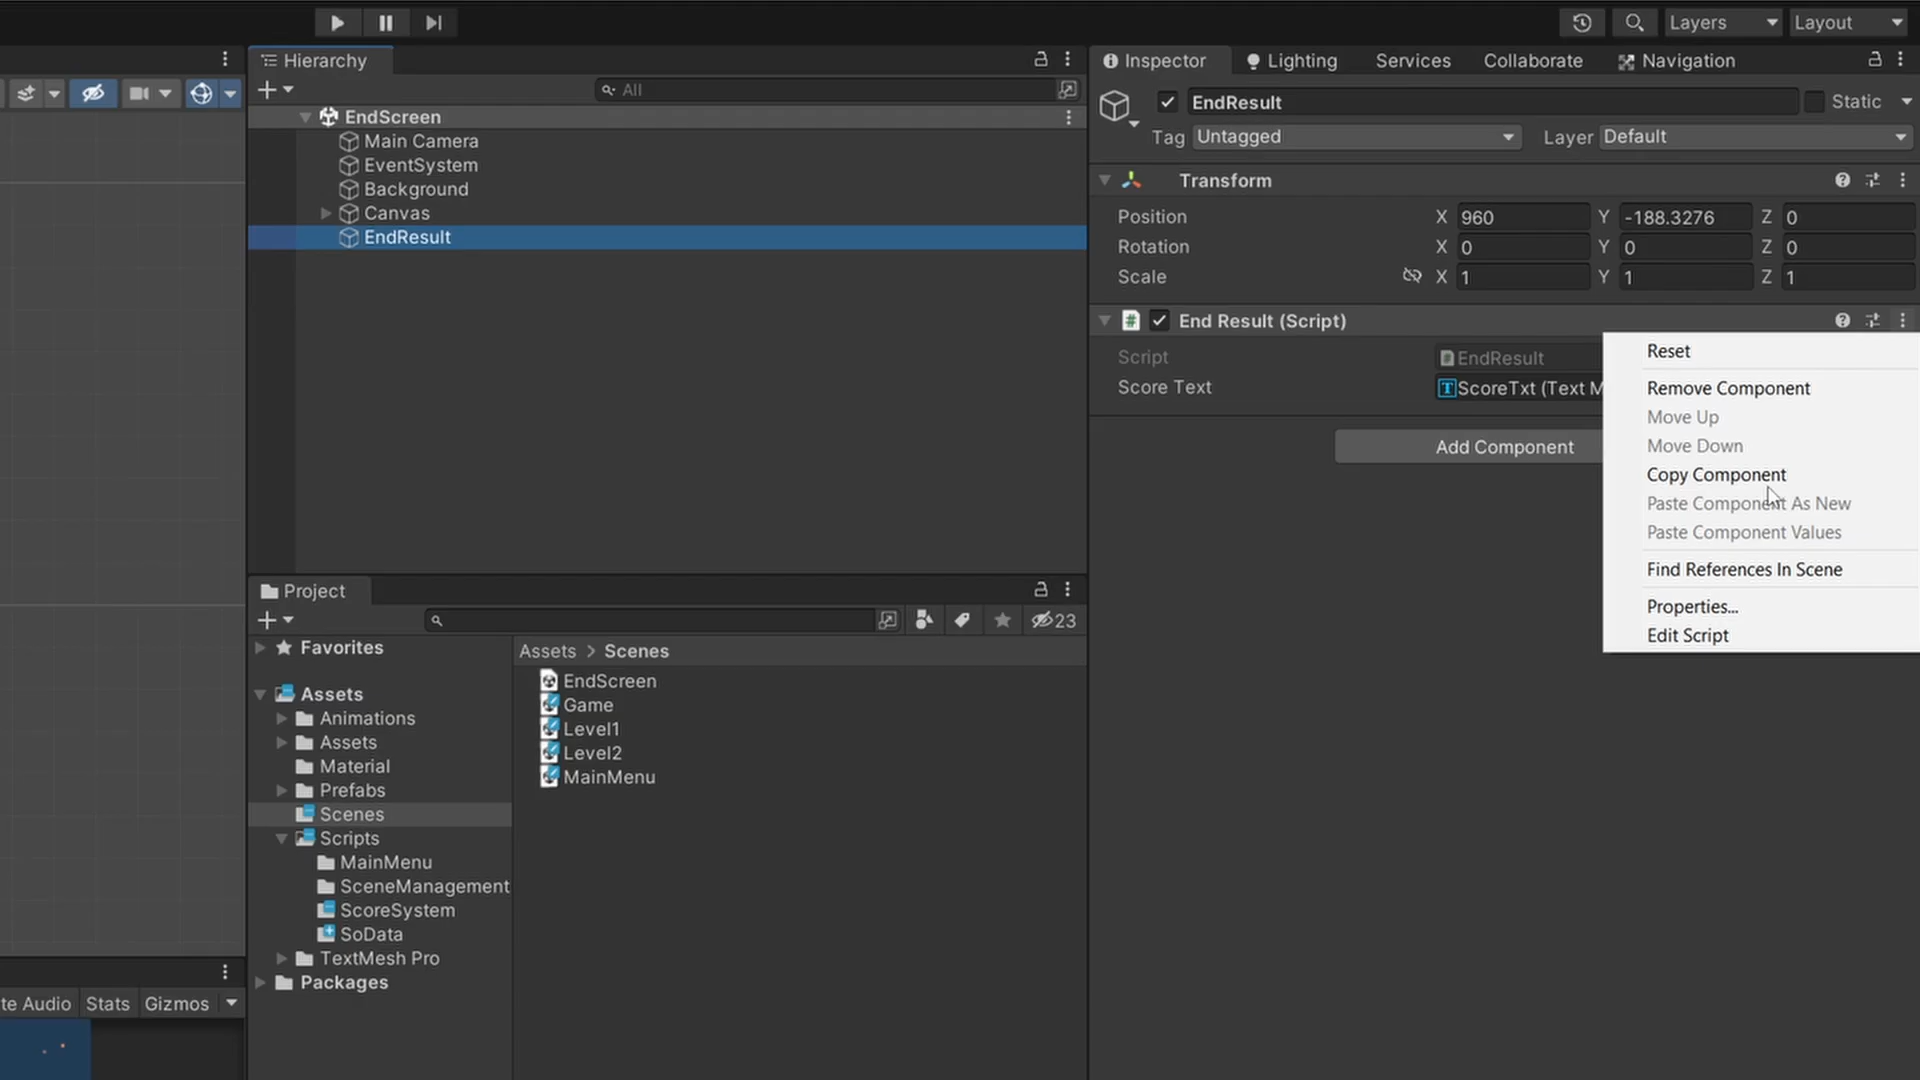 Layers
Layout
Hierarchy
All
EndScreen
Main Camera
EventSystem
Background
Canvas
EndResult
Inspector
Lighting
Services
Collaborate
Navigation
EndResult
Static
Tag
Untagged
Layer
Default
Transform
Position X 960 Y -188.3276 Z 0
Rotation X 0 Y 0 Z 0
Scale X 1 Y 1 Z 1
# End Result (Script)
Script EndResult
Score Text ScoreTxt (Text M
Add Component
Reset
Remove Component
Move Up
Move Down
Copy Component
Paste Component As New
Paste Component Values
Find References In Scene
Properties...
Edit Script
Project
23
Favorites
Assets
Animations
Assets
Material
Prefabs
Scenes
Scripts
MainMenu
SceneManagement
ScoreSystem
SoData
TextMesh Pro
Packages
Assets > Scenes
EndScreen
Game
Level1
Level2
MainMenu
te Audio Stats Gizmos